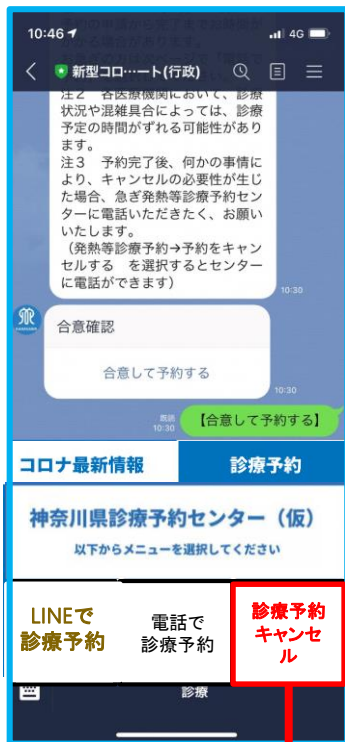 10:46
4G
新型コロ…ート(行政)
注2 各医療機関において、診療
状況や混雑具合によっては、診療
予定の時間がずれる可能性があり
ます。
注3 予約完了後、何かの事情に
より、キャンセルの必要性が生じ
た場合、急ぎ発熱等診療予約セン
ターに電話いただきたく、お願い
いたします。
(発熱等診療予約→予約をキャン
セルする を選択するとセンター
に電話ができます)
10:30
合意確認
合意して予約する
10:30
既読
10:30
【合意して予約する】
コロナ最新情報
診療予約
神奈川県診療予約センター(仮)
以下からメニューを選択してください
LINEで
診療予約
電話で
診療予約
診療予約
キャンセ
ル
診療